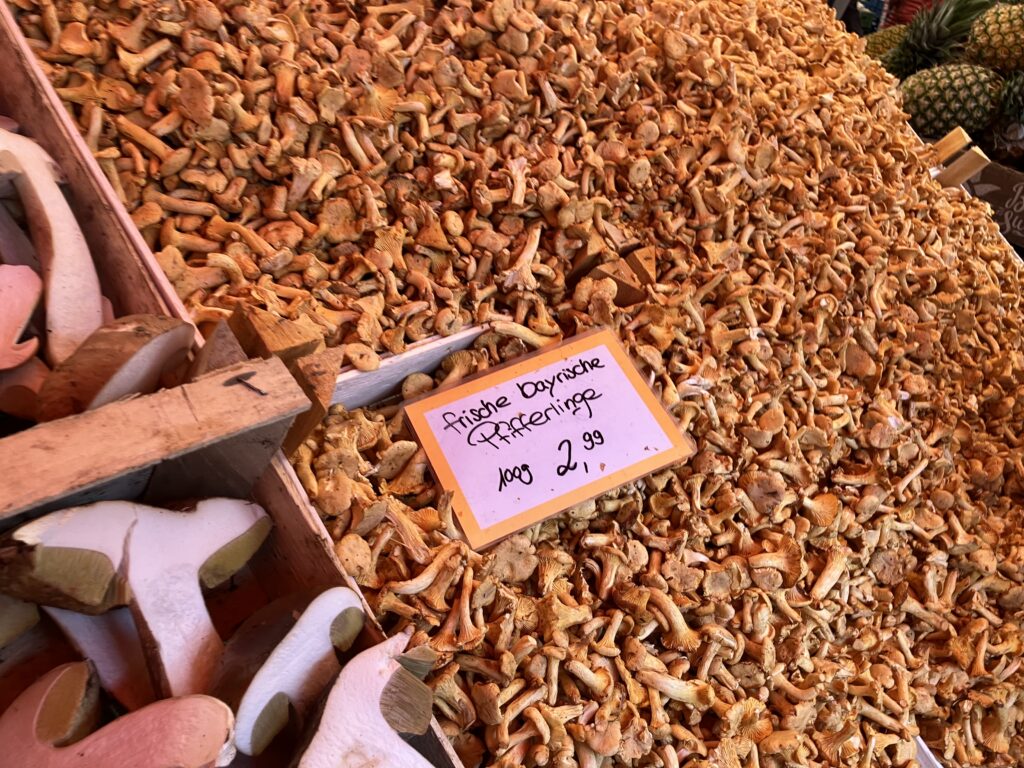 frische bayrische
Pfifferlinge
100g 2,99